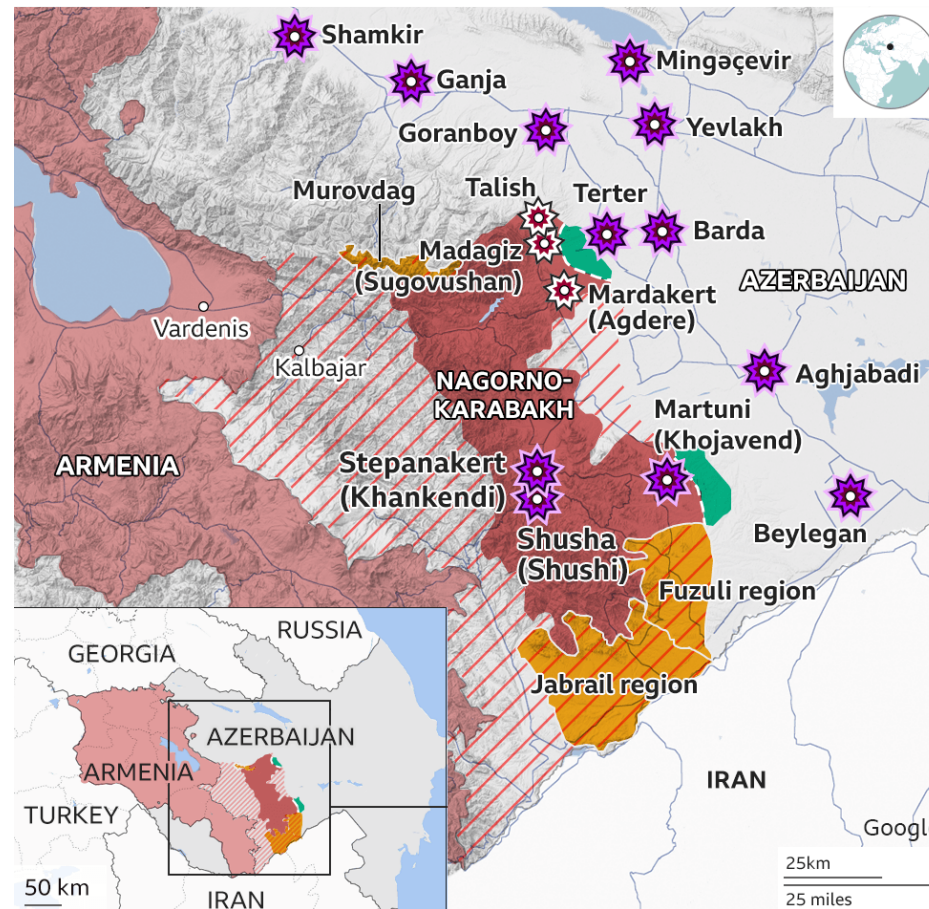 Shamkir
Ganja
Mingəçevir
Goranboy
Yevlakh
Murovdag
Talish
Terter
Madagiz
(Sugovushan)
Barda
Mardakert
(Agdere)
AZERBAIJAN
Vardenis
Kalbajar
NAGORNO-
KARABAKH
Aghjabadi
Martuni
(Khojavend)
ARMENIA
Stepanakert
(Khankendi)
Beylegan
Shusha
(Shushi)
Fuzuli region
Jabrail region
IRAN
Google
25km
25 miles
RUSSIA
GEORGIA
AZERBAIJAN
ARMENIA
TURKEY
50 km
IRAN